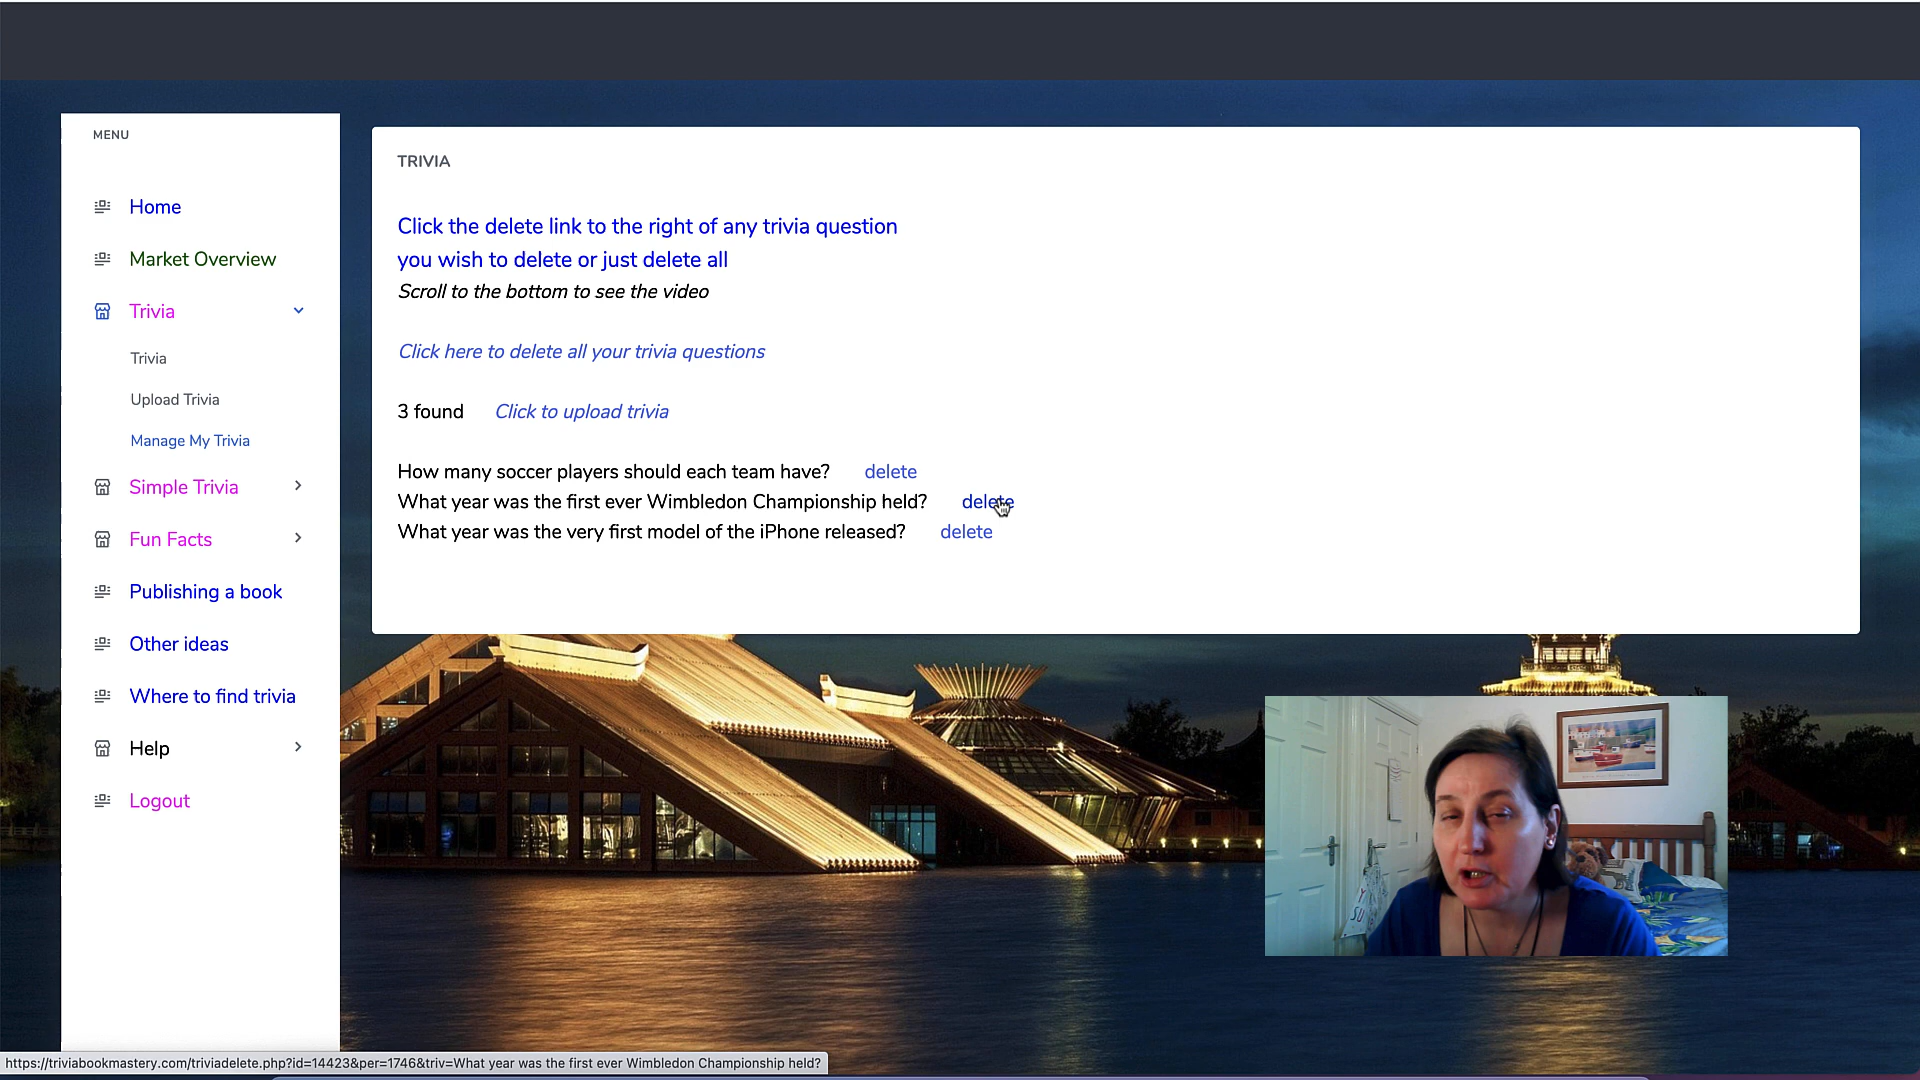 MENU
Home
Market Overview
Trivia
Trivia
Upload Trivia
Manage My Trivia
Simple Trivia
Fun Facts
Publishing a book
Other ideas
Where to find trivia
Help
Logout
TRIVIA
Click the delete link to the right of any trivia question
you wish to delete or just delete all
Scroll to the bottom to see the video
Click here to delete all your trivia questions
3 found Click to upload trivia
How many soccer players should each team have? delete
What year was the first ever Wimbledon Championship held? delete
What year was the very first model of the iPhone released? delete
https://triviabookmastery.com/triviadelete.php?id=14423&per=1746&triv=What year was the first ever Wimbledon Championship held?